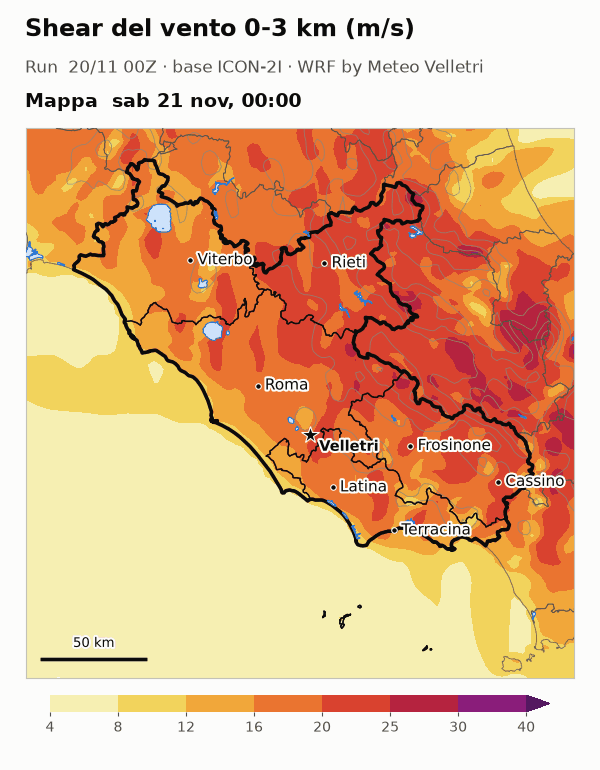 Shear del vento 0-3 km (m/s)
Run  20/11 00Z · base ICON-2I · WRF by Meteo Velletri
Mappa  sab 21 nov, 00:00
Viterbo
Rieti
Roma
Velletri
Frosinone
Latina
Cassino
Terracina
50 km
4 8 12 16 20 25 30 40